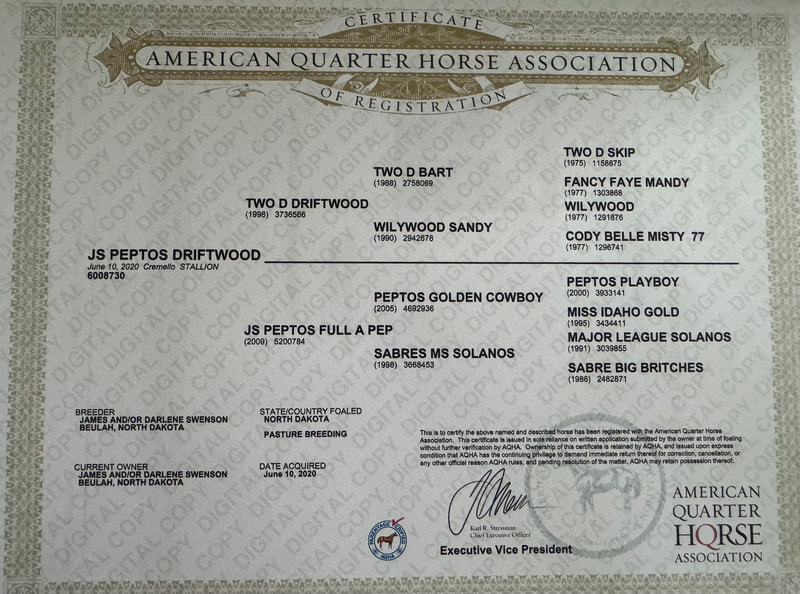 CERTIFICATE
AMERICAN QUARTER HORSE ASSOCIATION
OF REGISTRATION
TWO D SKIP
(1975) 1158875
TWO D BART
(1988) 2758069
FANCY FAYE MANDY
(1977) 1303868
TWO D DRIFTWOOD
(1998) 3736566
WILYWOOD
(1977) 1291876
WILYWOOD SANDY
(1990) 2942678
CODY BELLE MISTY 77
(1977) 1296741
JS PEPTOS DRIFTWOOD
June 10, 2020 Cremello STALLION
6008730
PEPTOS PLAYBOY
(2000) 3933141
PEPTOS GOLDEN COWBOY
(2005) 4692936
MISS IDAHO GOLD
(1995) 3434411
JS PEPTOS FULL A PEP
(2009) 5200784
MAJOR LEAGUE SOLANOS
(1991) 3039855
SABRES MS SOLANOS
(1998) 3668453
SABRE BIG BRITCHES
(1986) 2482871
BREEDER
JAMES AND/OR DARLENE SWENSON
BEULAH, NORTH DAKOTA
STATE/COUNTRY FOALED
NORTH DAKOTA
PASTURE BREEDING
CURRENT OWNER
JAMES AND/OR DARLENE SWENSON
BEULAH, NORTH DAKOTA
DATE ACQUIRED
June 10, 2020
This is to certify the above named and described horse has been registered with the American Quarter Horse
Association. This certificate is issued in sole reliance on written application submitted by the owner at time of foaling
without further verification by AQHA. Ownership of this certificate is retained by AQHA, and issued upon express
condition that AQHA has the continuing privilege to demand immediate return thereof for correction, cancellation, or
any other official reason AQHA rules, and pending resolution of the matter, AQHA may retain possession thereof.
Karl R. Stressman
Chief Executive Officer
Executive Vice President
PARENTAGE VERIFIED
AQHA
AMERICAN
QUARTER
HORSE
ASSOCIATION
DIGITAL COPY